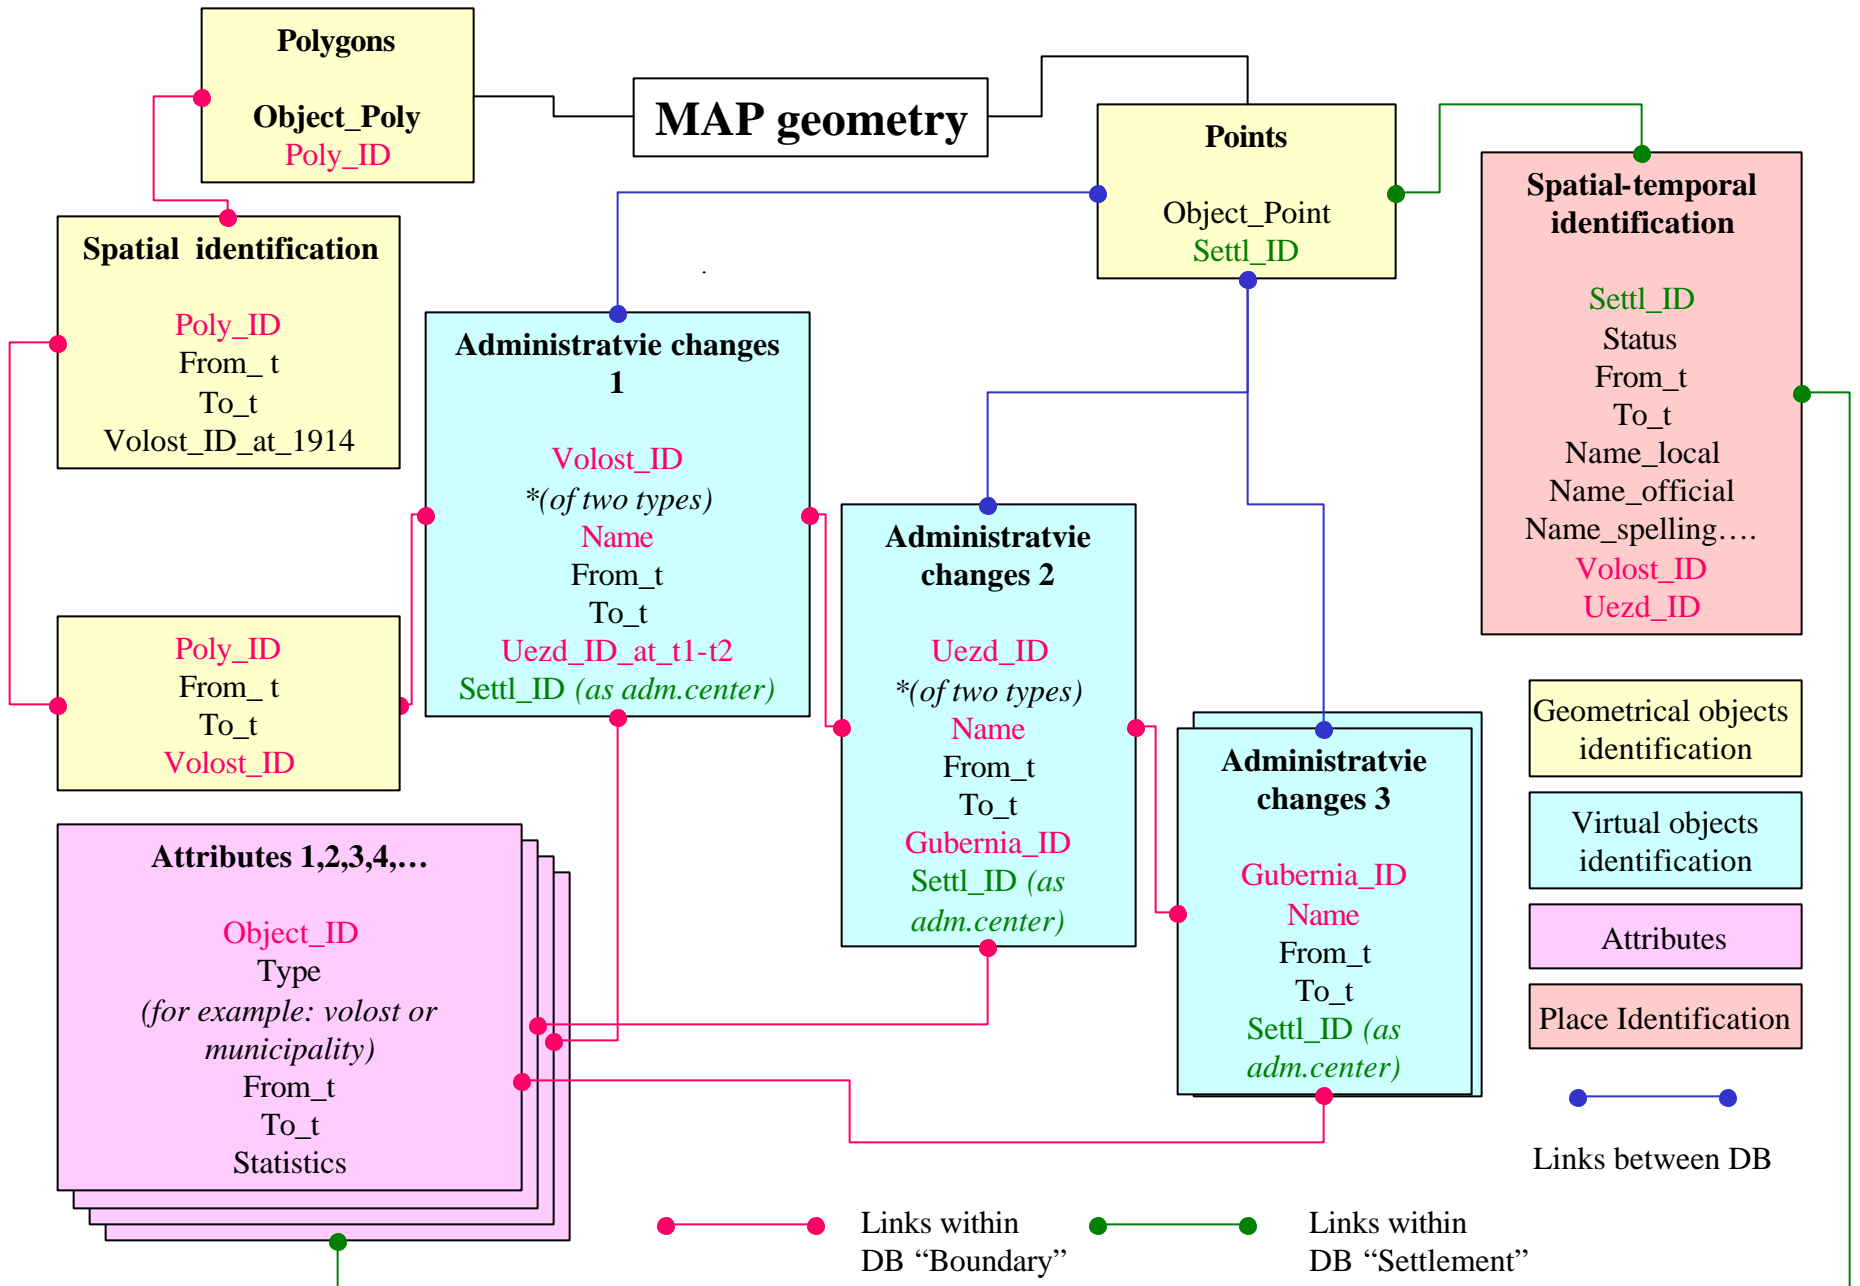 Polygons
Object_Poly
Poly_ID
MAP geometry
Points
Object_Point
Settl_ID
Spatial-temporal
identification
Settl_ID
Status
From_t
To_t
Name_local
Name_official
Name_spelling….
Volost_ID
Uezd_ID
Spatial identification
Poly_ID
From_ t
To_t
Volost_ID_at_1914
Poly_ID
From_ t
To_t
Volost_ID
Administratvie changes
1
Volost_ID
*(of two types)
Name
From_t
To_t
Uezd_ID_at_t1-t2
Settl_ID (as adm.center)
Administratvie
changes 2
Uezd_ID
*(of two types)
Name
From_t
To_t
Gubernia_ID
Settl_ID (as
adm.center)
Administratvie
changes 3
Gubernia_ID
Name
From_t
To_t
Settl_ID (as
adm.center)
Attributes 1,2,3,4,…
Object_ID
Type
(for example: volost or
municipality)
From_t
To_t
Statistics
Geometrical objects
identification
Virtual objects
identification
Attributes
Place Identification
Links between DB
Links within
DB “Boundary”
Links within
DB “Settlement”